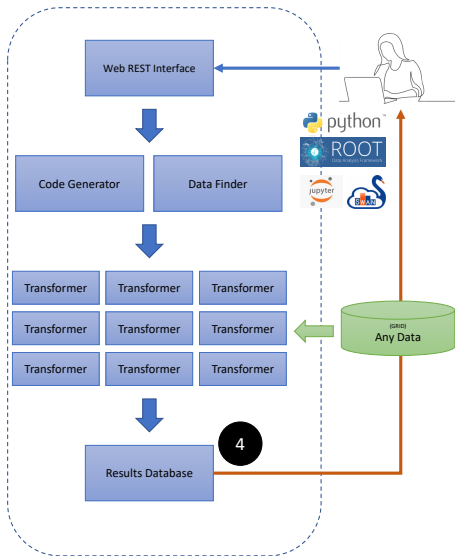 Web REST Interface
python™
ROOT
Data Analysis Framework
Code Generator
Data Finder
jupyter
SWAN
Transformer
Transformer
Transformer
(GRID)
Any Data
Transformer
Transformer
Transformer
Transformer
Transformer
Transformer
4
Results Database